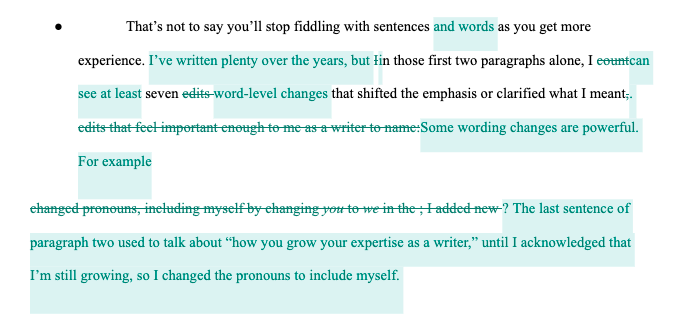 ● That’s not to say you’ll stop fiddling with sentences and words as you get more
experience. I’ve written plenty over the years, but Iin those first two paragraphs alone, I countcan
see at least seven edits word-level changes that shifted the emphasis or clarified what I meant,.
edits that feel important enough to me as a writer to name:Some wording changes are powerful.
For example
changed pronouns, including myself by changing you to we in the ; I added new ? The last sentence of
paragraph two used to talk about “how you grow your expertise as a writer,” until I acknowledged that
I’m still growing, so I changed the pronouns to include myself.